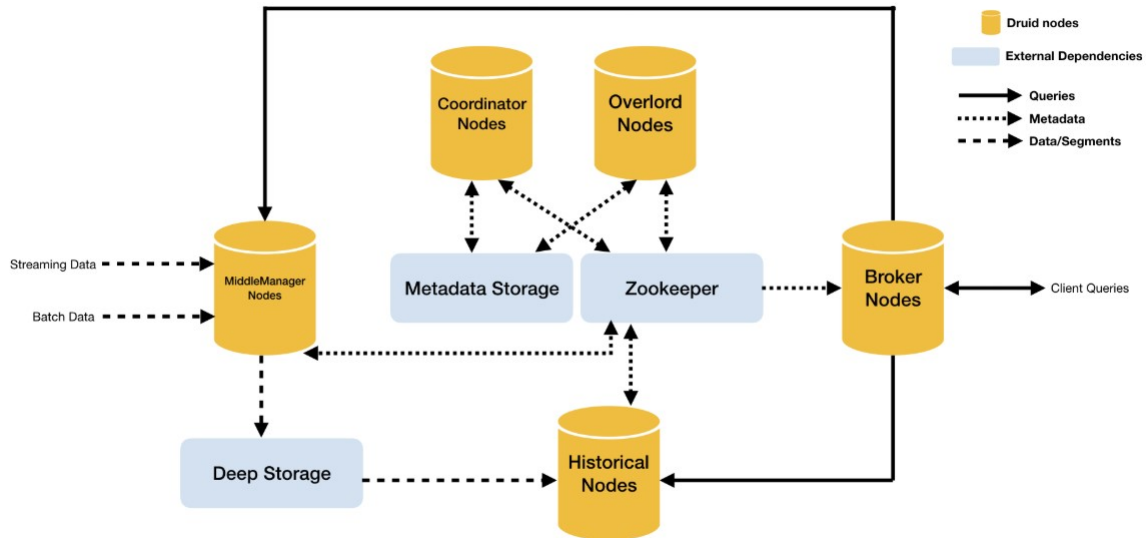 Druid nodes
External Dependencies
Queries
Metadata
Data/Segments
Coordinator
Nodes
Overlord
Nodes
Streaming Data
Batch Data
MiddleManager
Nodes
Metadata Storage
Zookeeper
Broker
Nodes
Client Queries
Deep Storage
Historical
Nodes